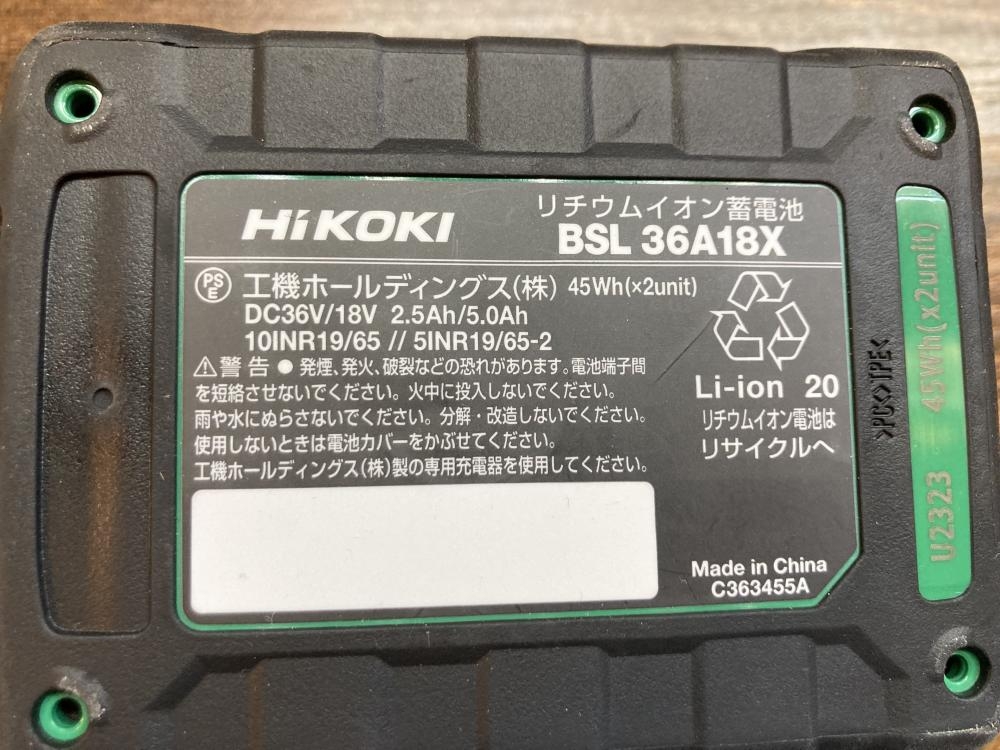 HiKOKI
リチウムイオン蓄電池
BSL 36A18X
PS E 工機ホールディングス(株) 45Wh(×2unit)
DC36V/18V 2.5Ah/5.0Ah
10INR19/65 // 5INR19/65-2
⚠警告 ● 発煙、発火、破裂などの恐れがあります。電池端子間
を短絡させないでください。火中に投入しないでください。
雨や水にぬらさないでください。分解・改造しないでください。
使用しないときは電池カバーをかぶせてください。
工機ホールディングス(株)製の専用充電器を使用してください。
Li-ion 20
リチウムイオン電池は
リサイクルへ
Made in China
C363455A
>PC<>TPE<
U2323 45Wh(x2unit)